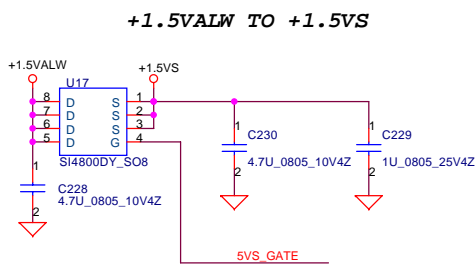 +1.5VALW TO +1.5VS
+1.5VALW
+1.5VS
U17
8 D S 1
7 D S 2
6 D S 3
5 D G 4
SI4800DY_SO8
1
C228
4.7U_0805_10V4Z
2
1
C230
4.7U_0805_10V4Z
2
1
C229
1U_0805_25V4Z
2
5VS_GATE